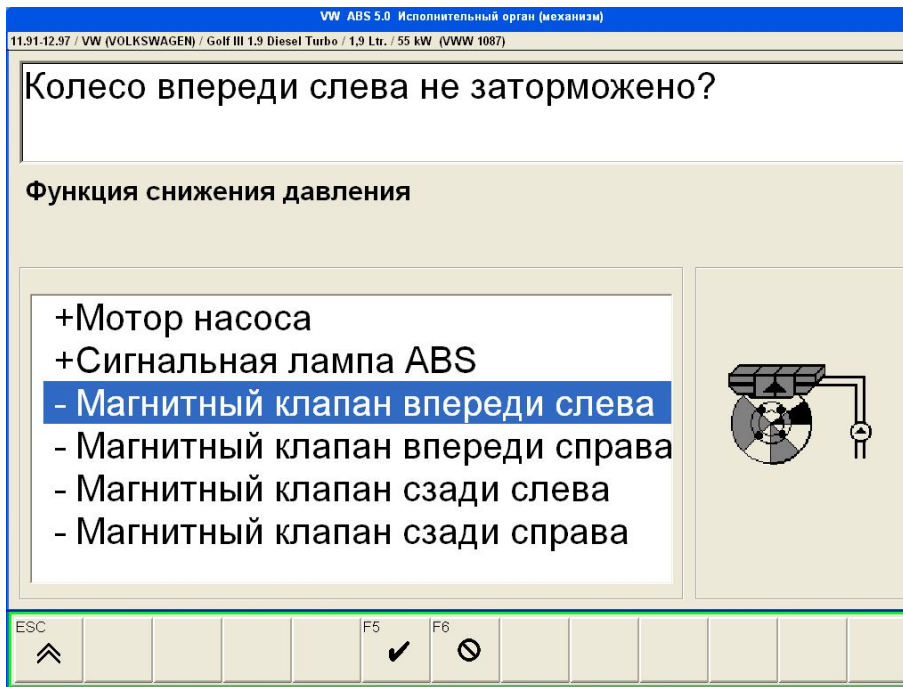 VW ABS 5.0 Исполнительный орган (механизм)
11.91-12.97 / VW (VOLKSWAGEN) / Golf III 1.9 Diesel Turbo / 1,9 Ltr. / 55 kW (VWW 1087)
Колесо впереди слева не заторможено?
Функция снижения давления
+Мотор насоса
+Сигнальная лампа ABS
- Магнитный клапан впереди слева
- Магнитный клапан впереди справа
- Магнитный клапан сзади слева
- Магнитный клапан сзади справа
ESC F5 F6